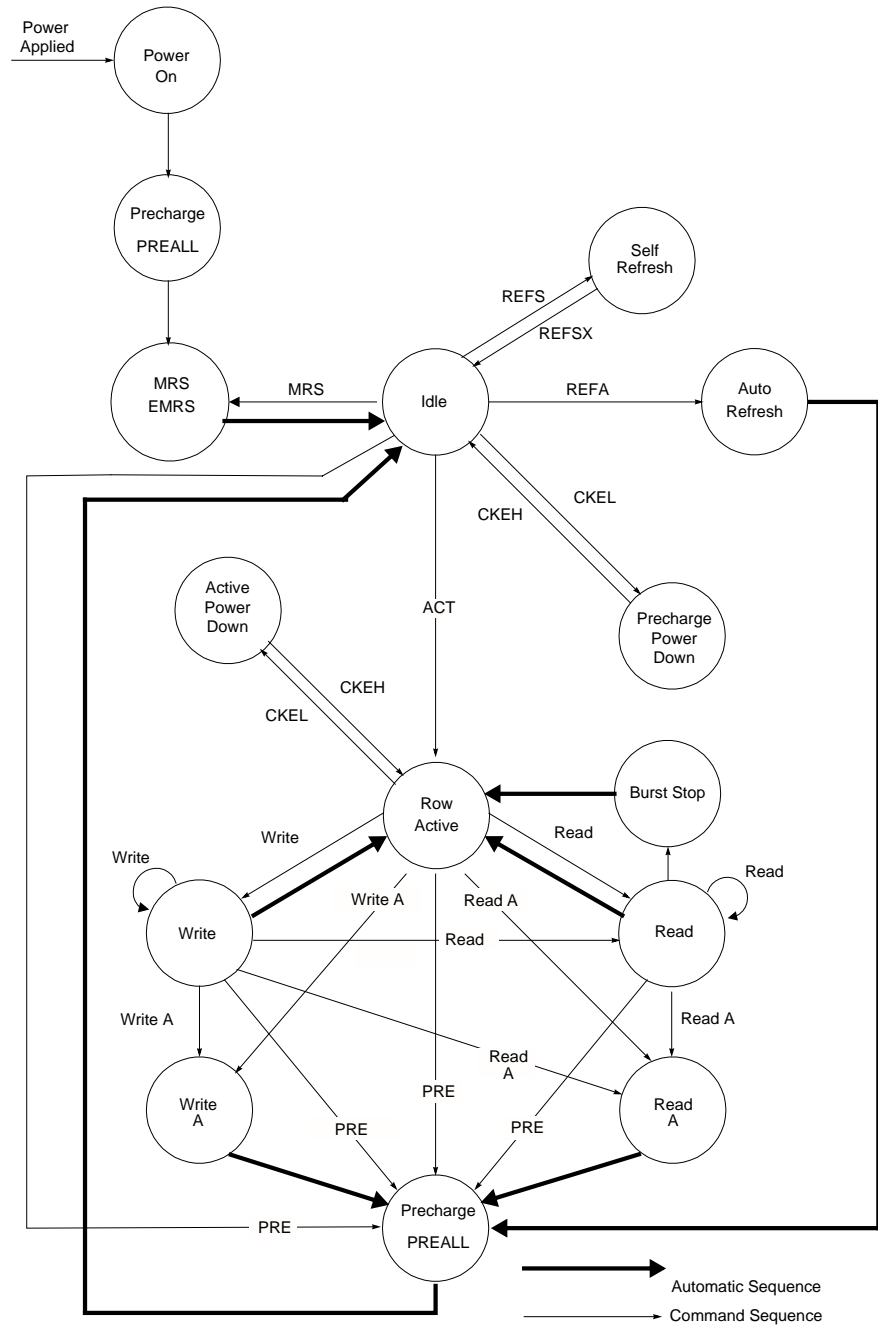 Power
Applied
Power
On
Precharge
PREALL
Self
Refresh
REFS
REFSX
MRS
EMRS
MRS
Idle
REFA
Auto
Refresh
CKEL
CKEH
Active
Power
Down
ACT
Precharge
Power
Down
CKEH
CKEL
Burst Stop
Row
Active
Write
Read
Write
Read
Write A
Read A
Write
Read
Read
Write A
Read A
Read
A
Write
A
PRE
PRE
PRE
Read
A
Precharge
PREALL
PRE
Automatic Sequence
Command Sequence